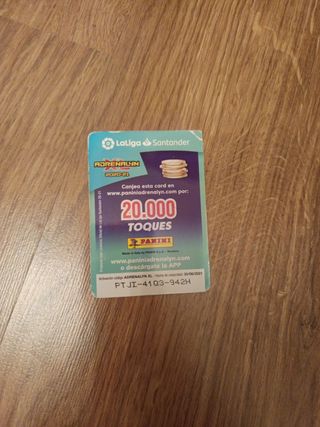 LaLiga Santander
ADRENALYN XL
2020-21
Canjea esta card en
www.paniniadrenalyn.com por:
20.000
TOQUES
PANINI
www.paniniadrenalyn.com
o descárgate la APP
PTJI-41Q3-942H